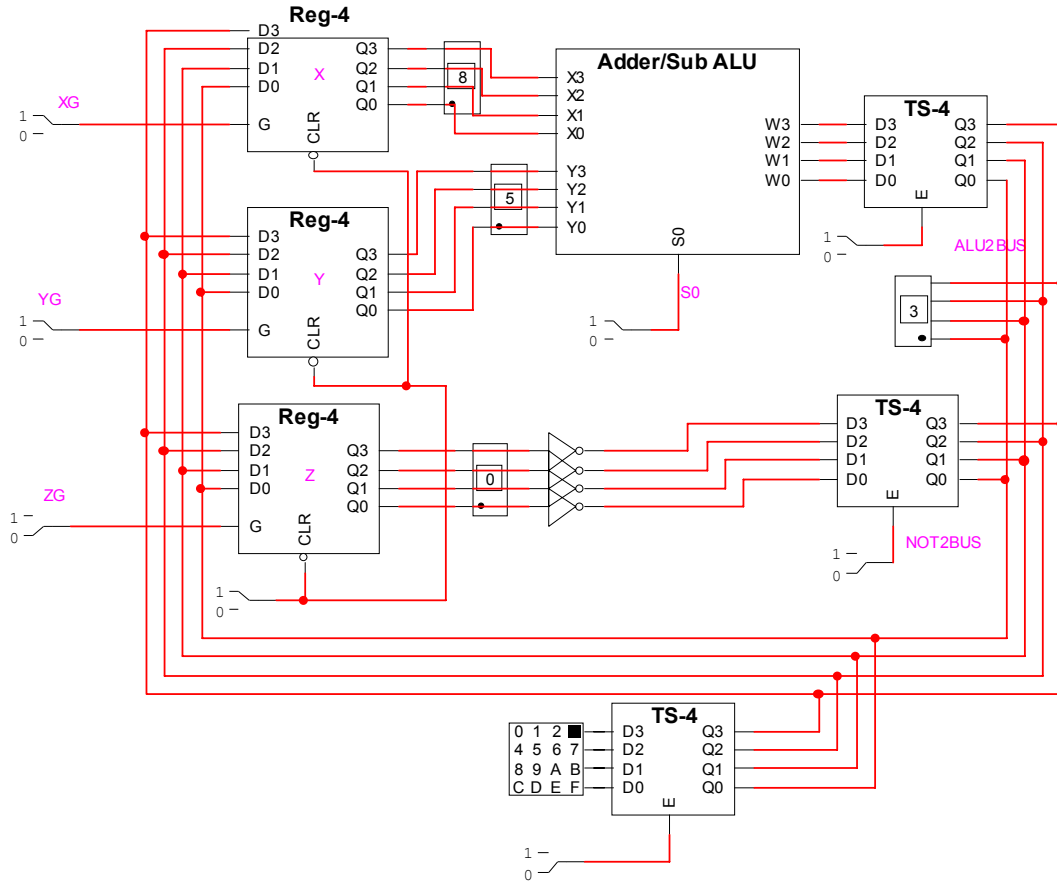 Reg-4
D3
D2
D1
D0
X
Q3
Q2
Q1
Q0
G
CLR
XG
1
0
8
Adder/Sub ALU
X3
X2
X1
X0
Y3
Y2
Y1
Y0
W3
W2
W1
W0
S0
S0
1
0
TS-4
D3
D2
D1
D0
Q3
Q2
Q1
Q0
E
1
0
ALU2BUS
3
Reg-4
D3
D2
D1
D0
Y
Q3
Q2
Q1
Q0
G
CLR
YG
1
0
5
Reg-4
D3
D2
D1
D0
Z
Q3
Q2
Q1
Q0
G
CLR
ZG
1
0
0
1
0
TS-4
D3
D2
D1
D0
Q3
Q2
Q1
Q0
E
NOT2BUS
1
0
TS-4
0 1 2
4 5 6 7
8 9 A B
C D E F
D3
D2
D1
D0
Q3
Q2
Q1
Q0
E
1
0